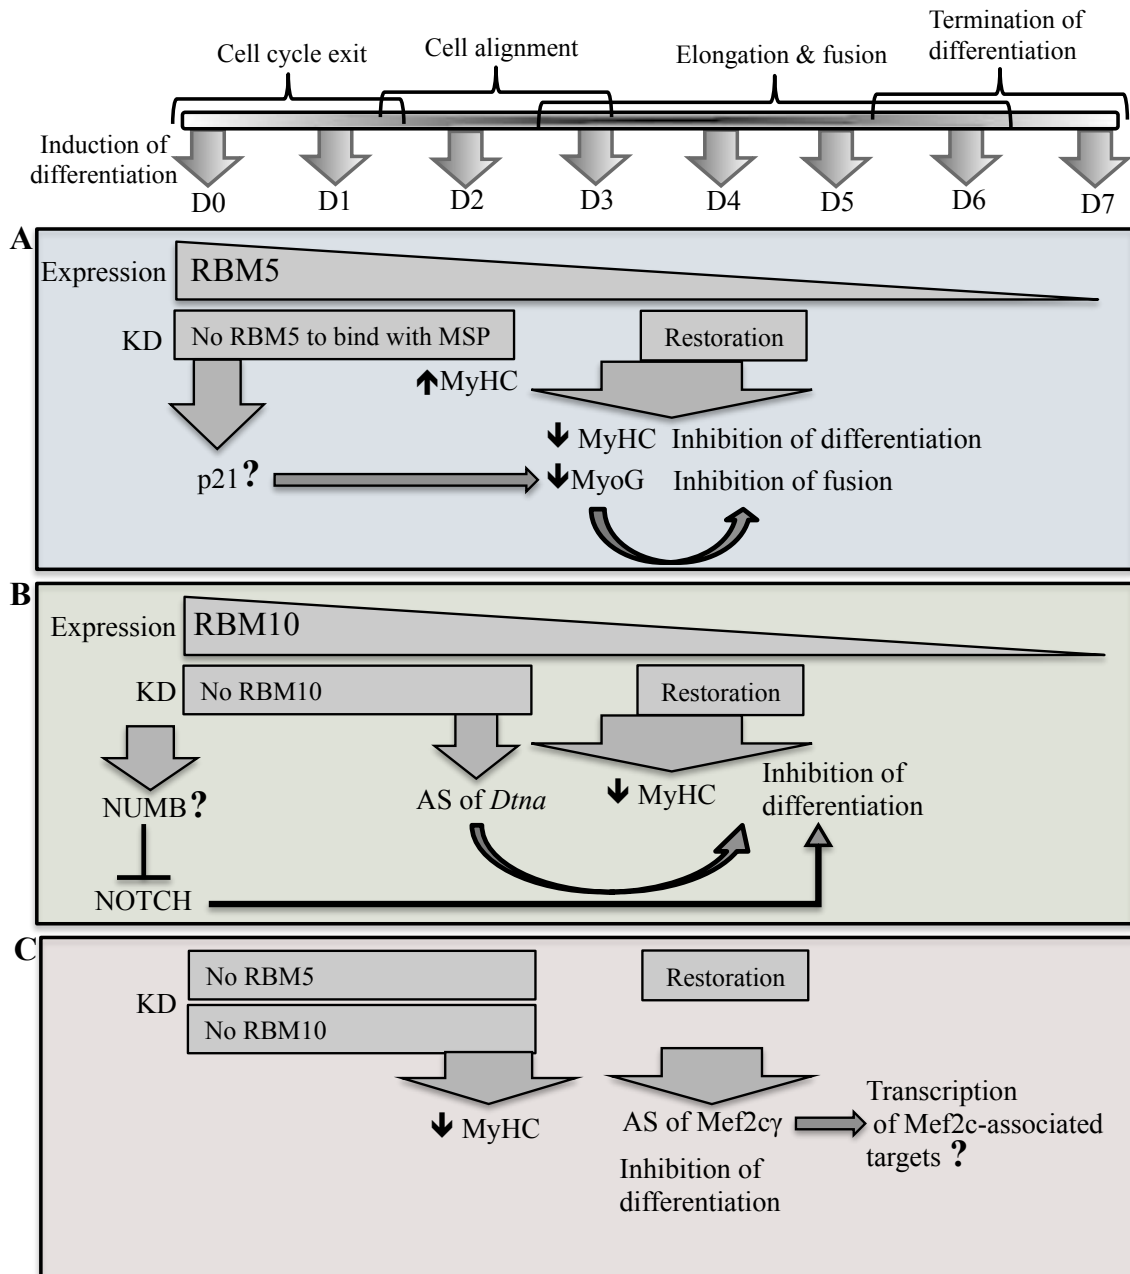 Cell cycle exit
Cell alignment
Elongation & fusion
Termination of
differentiation
Induction of
differentiation
D0
D1
D2
D3
D4
D5
D6
D7
A
Expression
RBM5
KD
No RBM5 to bind with MSP
Restoration
MyHC
MyHC
Inhibition of differentiation
p21 ?
MyoG
Inhibition of fusion
B
Expression
RBM10
KD
No RBM10
Restoration
NUMB ?
AS of Dtna
MyHC
Inhibition of
differentiation
NOTCH
C
KD
No RBM5
Restoration
No RBM10
MyHC
AS of Mef2cγ
Transcription
of Mef2c-associated
targets ?
Inhibition of
differentiation